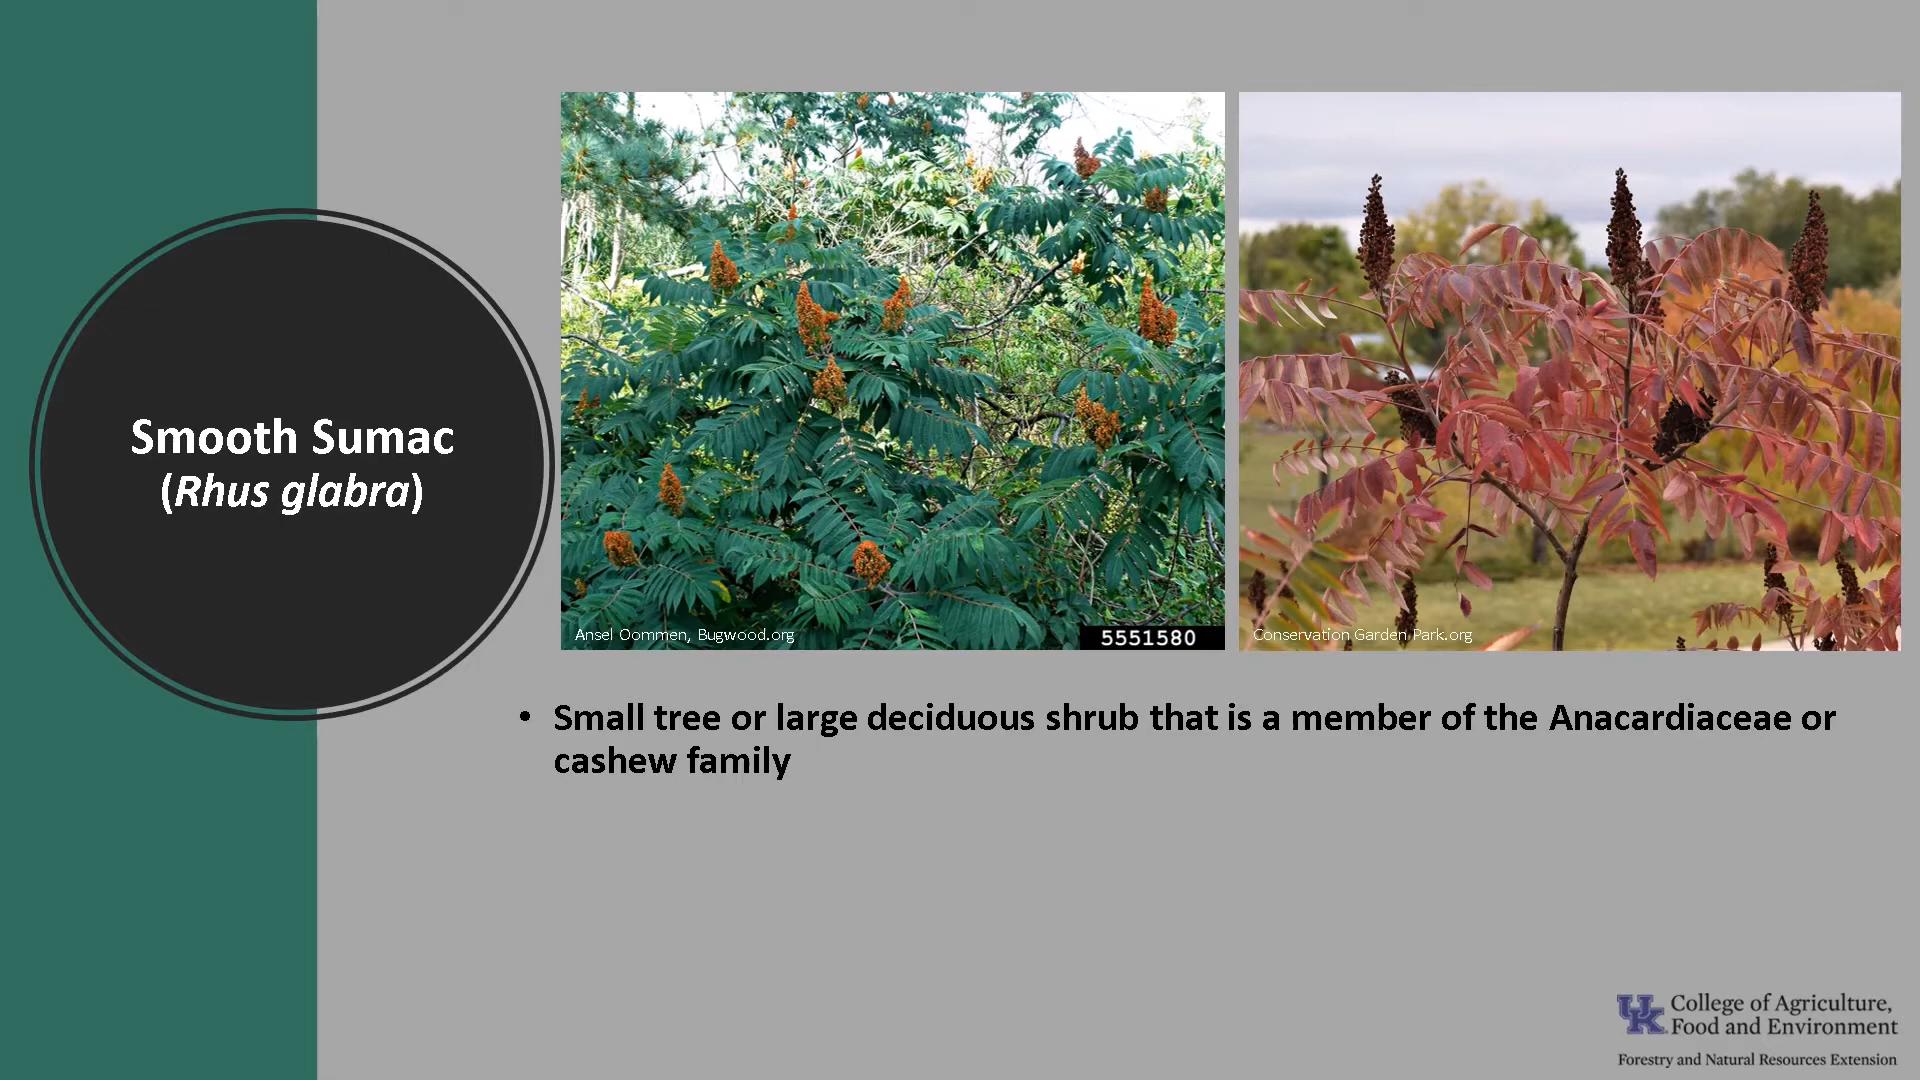 Smooth Sumac
(Rhus glabra)
Ansel Oommen, Bugwood.org
5551580
Conservation Garden Park.org
• Small tree or large deciduous shrub that is a member of the Anacardiaceae or
cashew family
UK College of Agriculture,
Food and Environment
Forestry and Natural Resources Extension